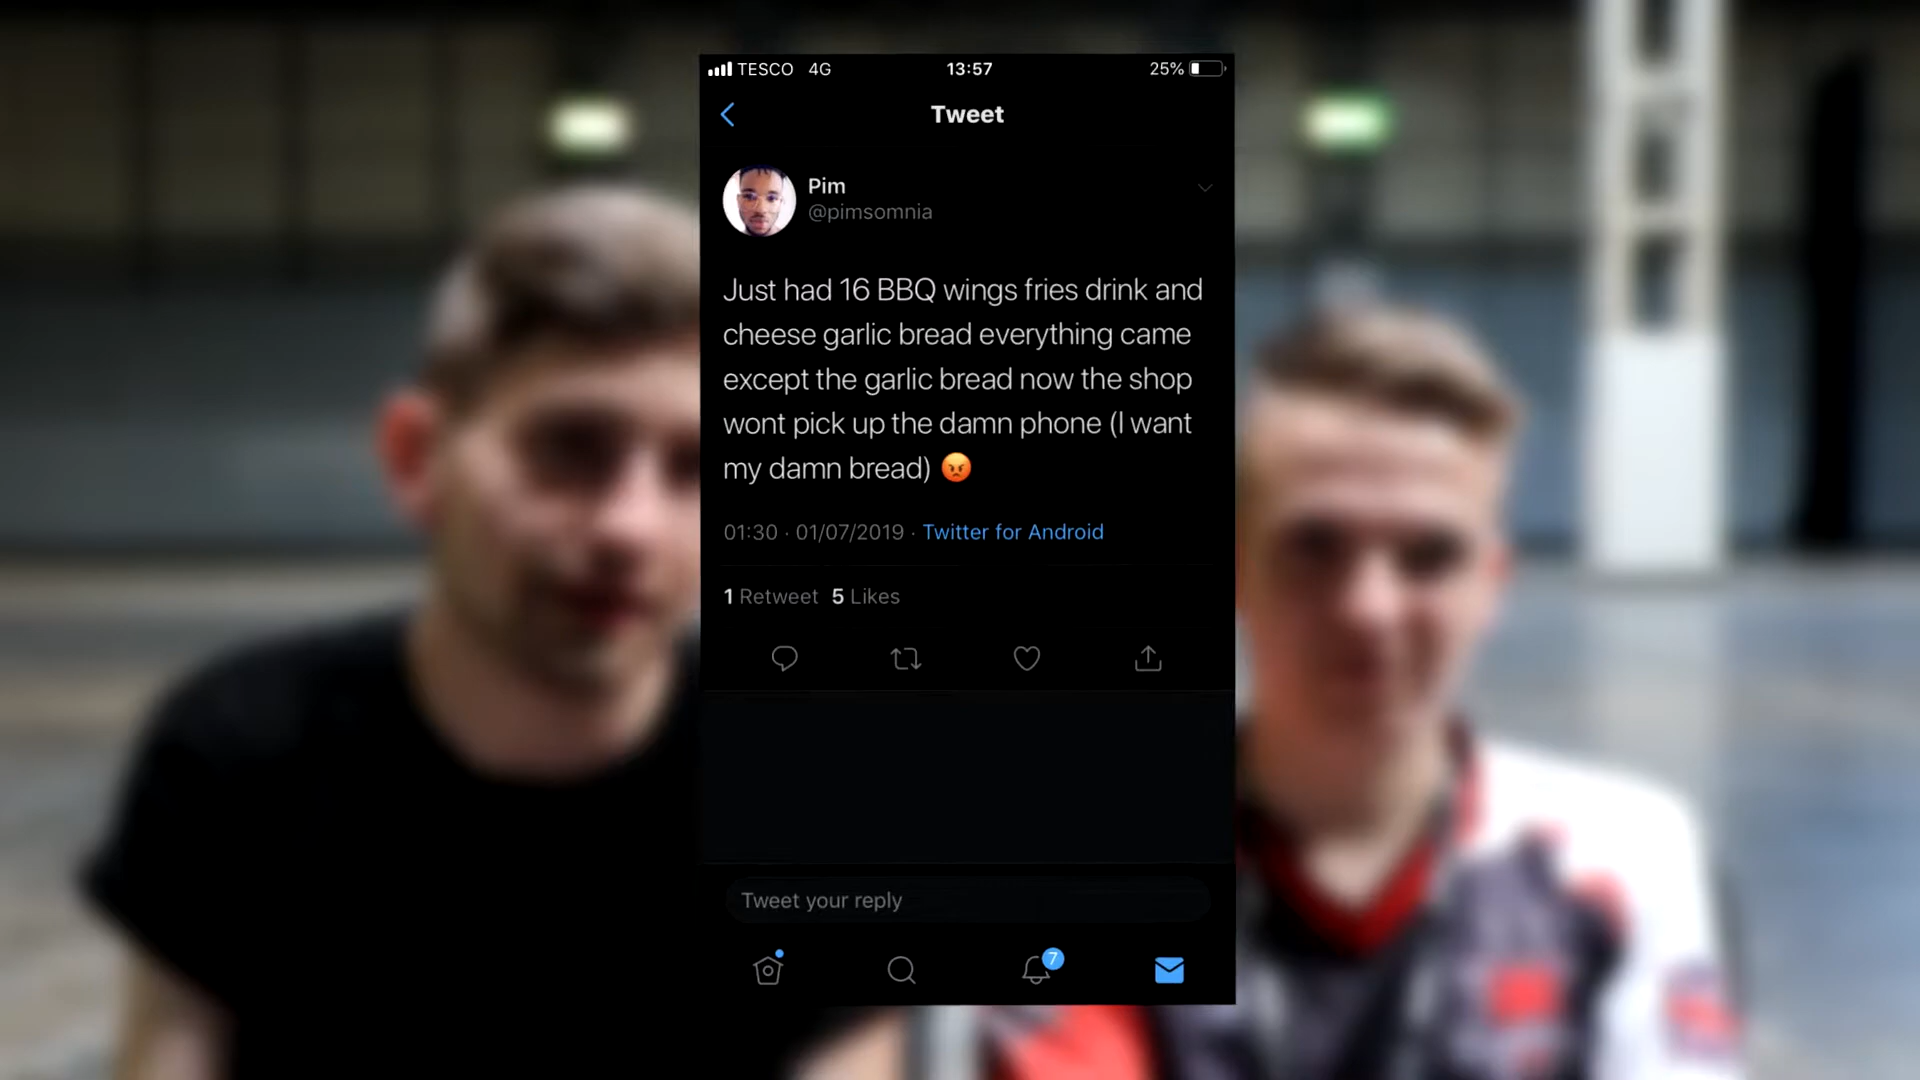 TESCO 4G 13:57 25%
Tweet
Pim
@pimsomnia
Just had 16 BBQ wings fries drink and
cheese garlic bread everything came
except the garlic bread now the shop
wont pick up the damn phone (I want
my damn bread) 😡
01:30 · 01/07/2019 · Twitter for Android
1 Retweet 5 Likes
Tweet your reply
7